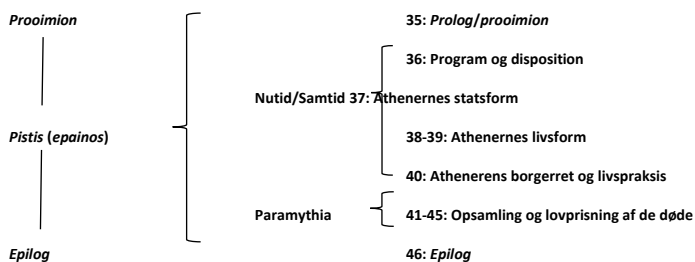 Prooimion 35: Prolog/prooimion
36: Program og disposition
Nutid/Samtid 37: Athenernes statsform
Pistis (epainos) 38-39: Athenernes livsform
40: Athenerens borgerret og livspraksis
Paramythia 41-45: Opsamling og lovprisning af de døde
Epilog 46: Epilog